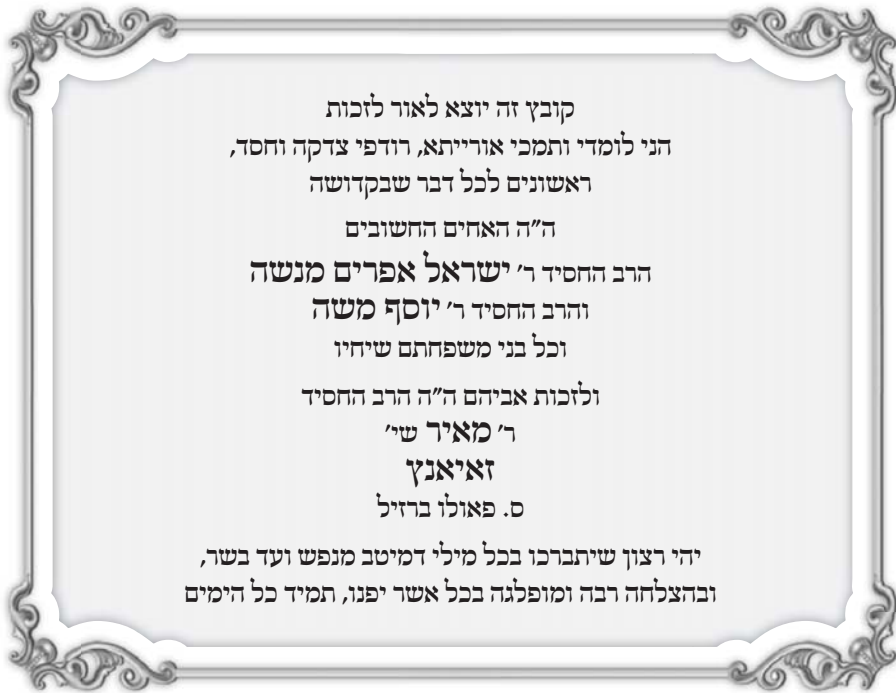 קובץ זה יוצא לאור לזכות
הני לומדי ותמכי אורייתא, רודפי צדקה וחסד,
ראשונים לכל דבר שבקדושה
ה״ה האחים החשובים
הרב החסיד ר׳ ישראל אפרים מנשה
והרב החסיד ר׳ יוסף משה
וכל בני משפחתם שיחיו
ולזכות אביהם ה״ה הרב החסיד
ר׳ מאיר שי׳
זאיאנץ
ס. פאולו ברזיל
יהי רצון שיתברכו בכל מילי דמיטב מנפש ועד בשר,
ובהצלחה רבה ומופלגה בכל אשר יפנו, תמיד כל הימים